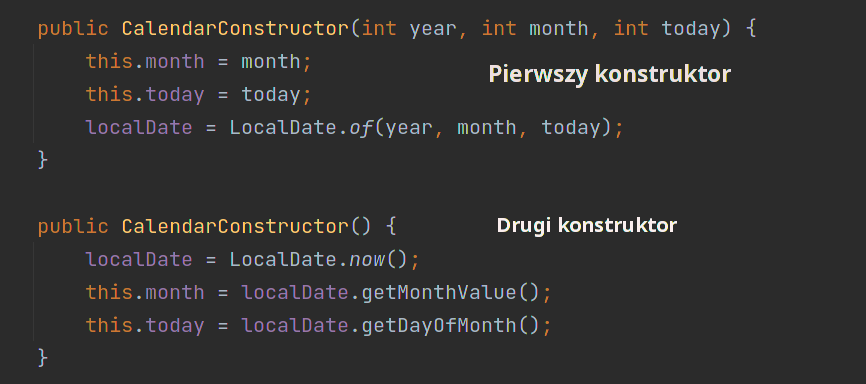 public CalendarConstructor(int year, int month, int today) {
this.month = month;
Pierwszy konstruktor
this.today = today;
localDate = LocalDate.of(year, month, today);
}
public CalendarConstructor() {
Drugi konstruktor
localDate = LocalDate.now();
this.month = localDate.getMonthValue();
this.today = localDate.getDayOfMonth();
}